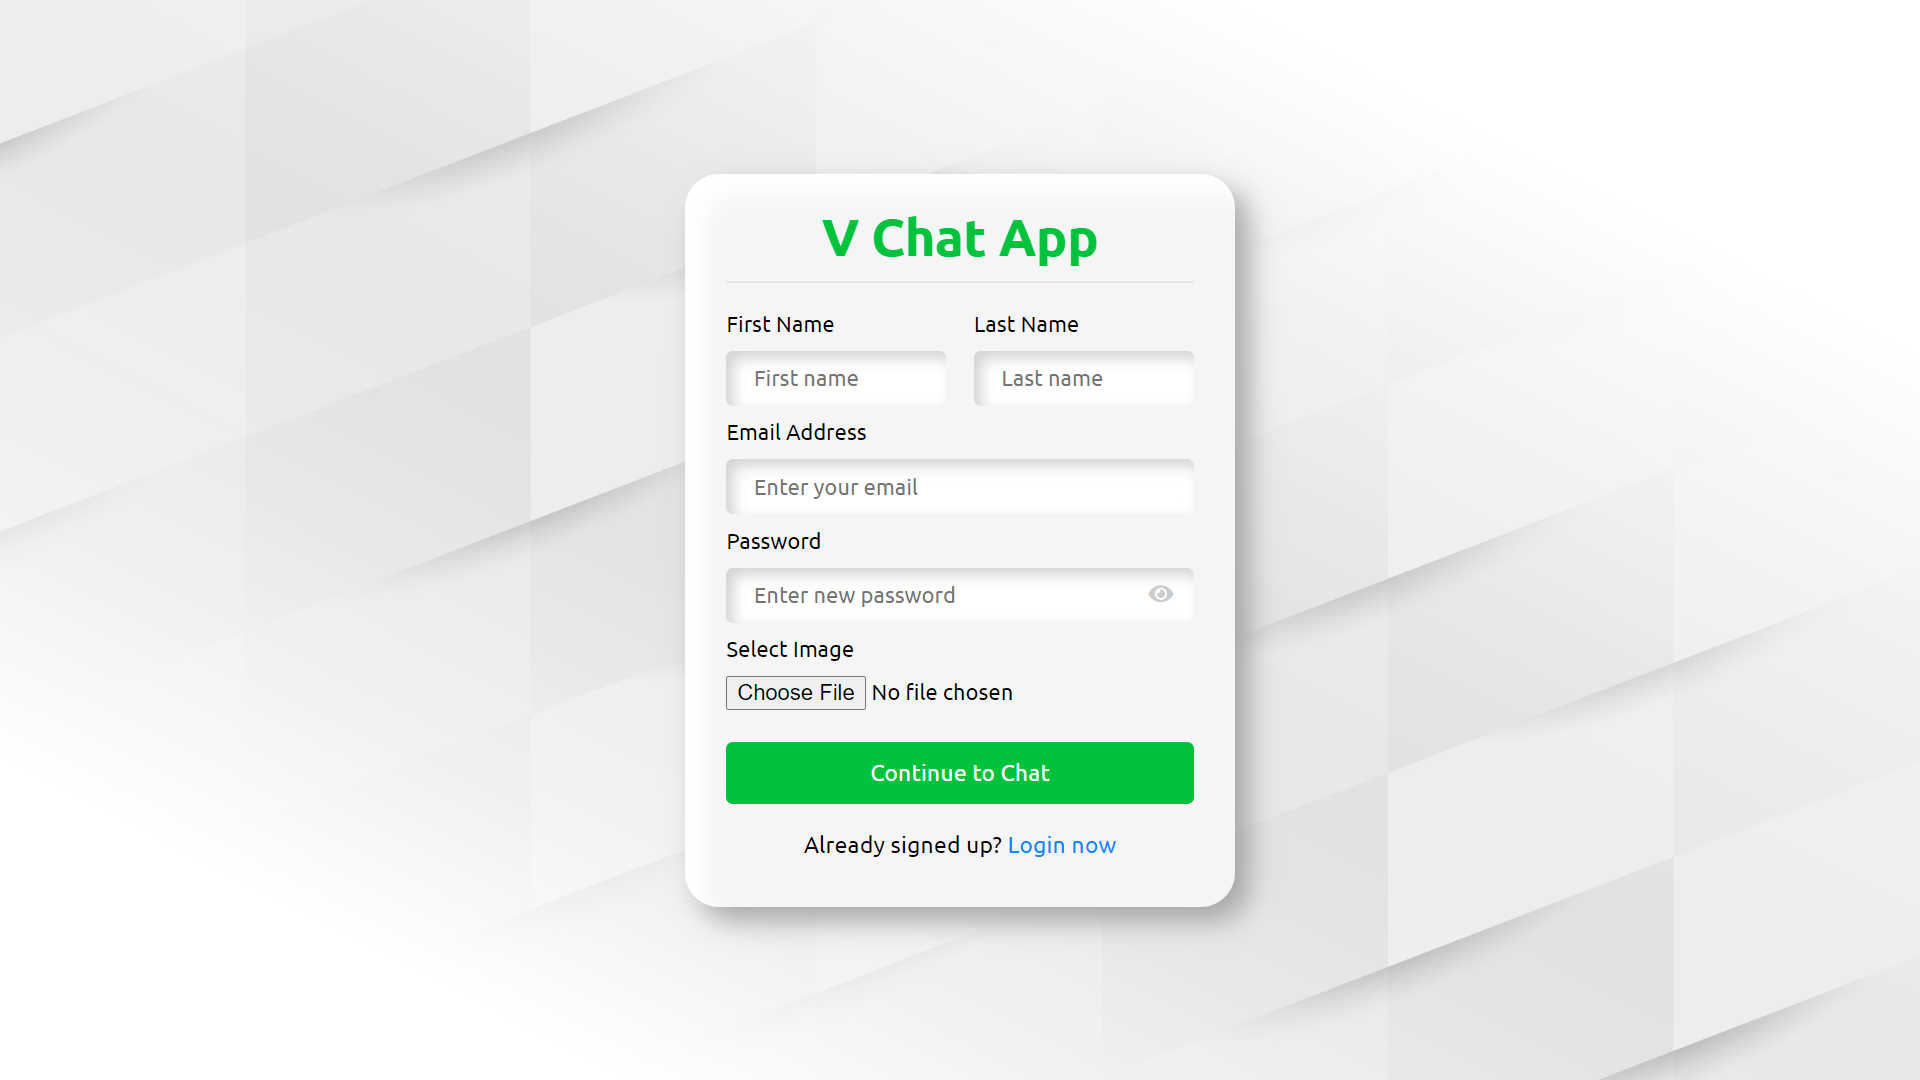 V Chat App
First Name Last Name
First name Last name
Email Address
Enter your email
Password
Enter new password
Select Image
Choose File No file chosen
Continue to Chat
Already signed up? Login now